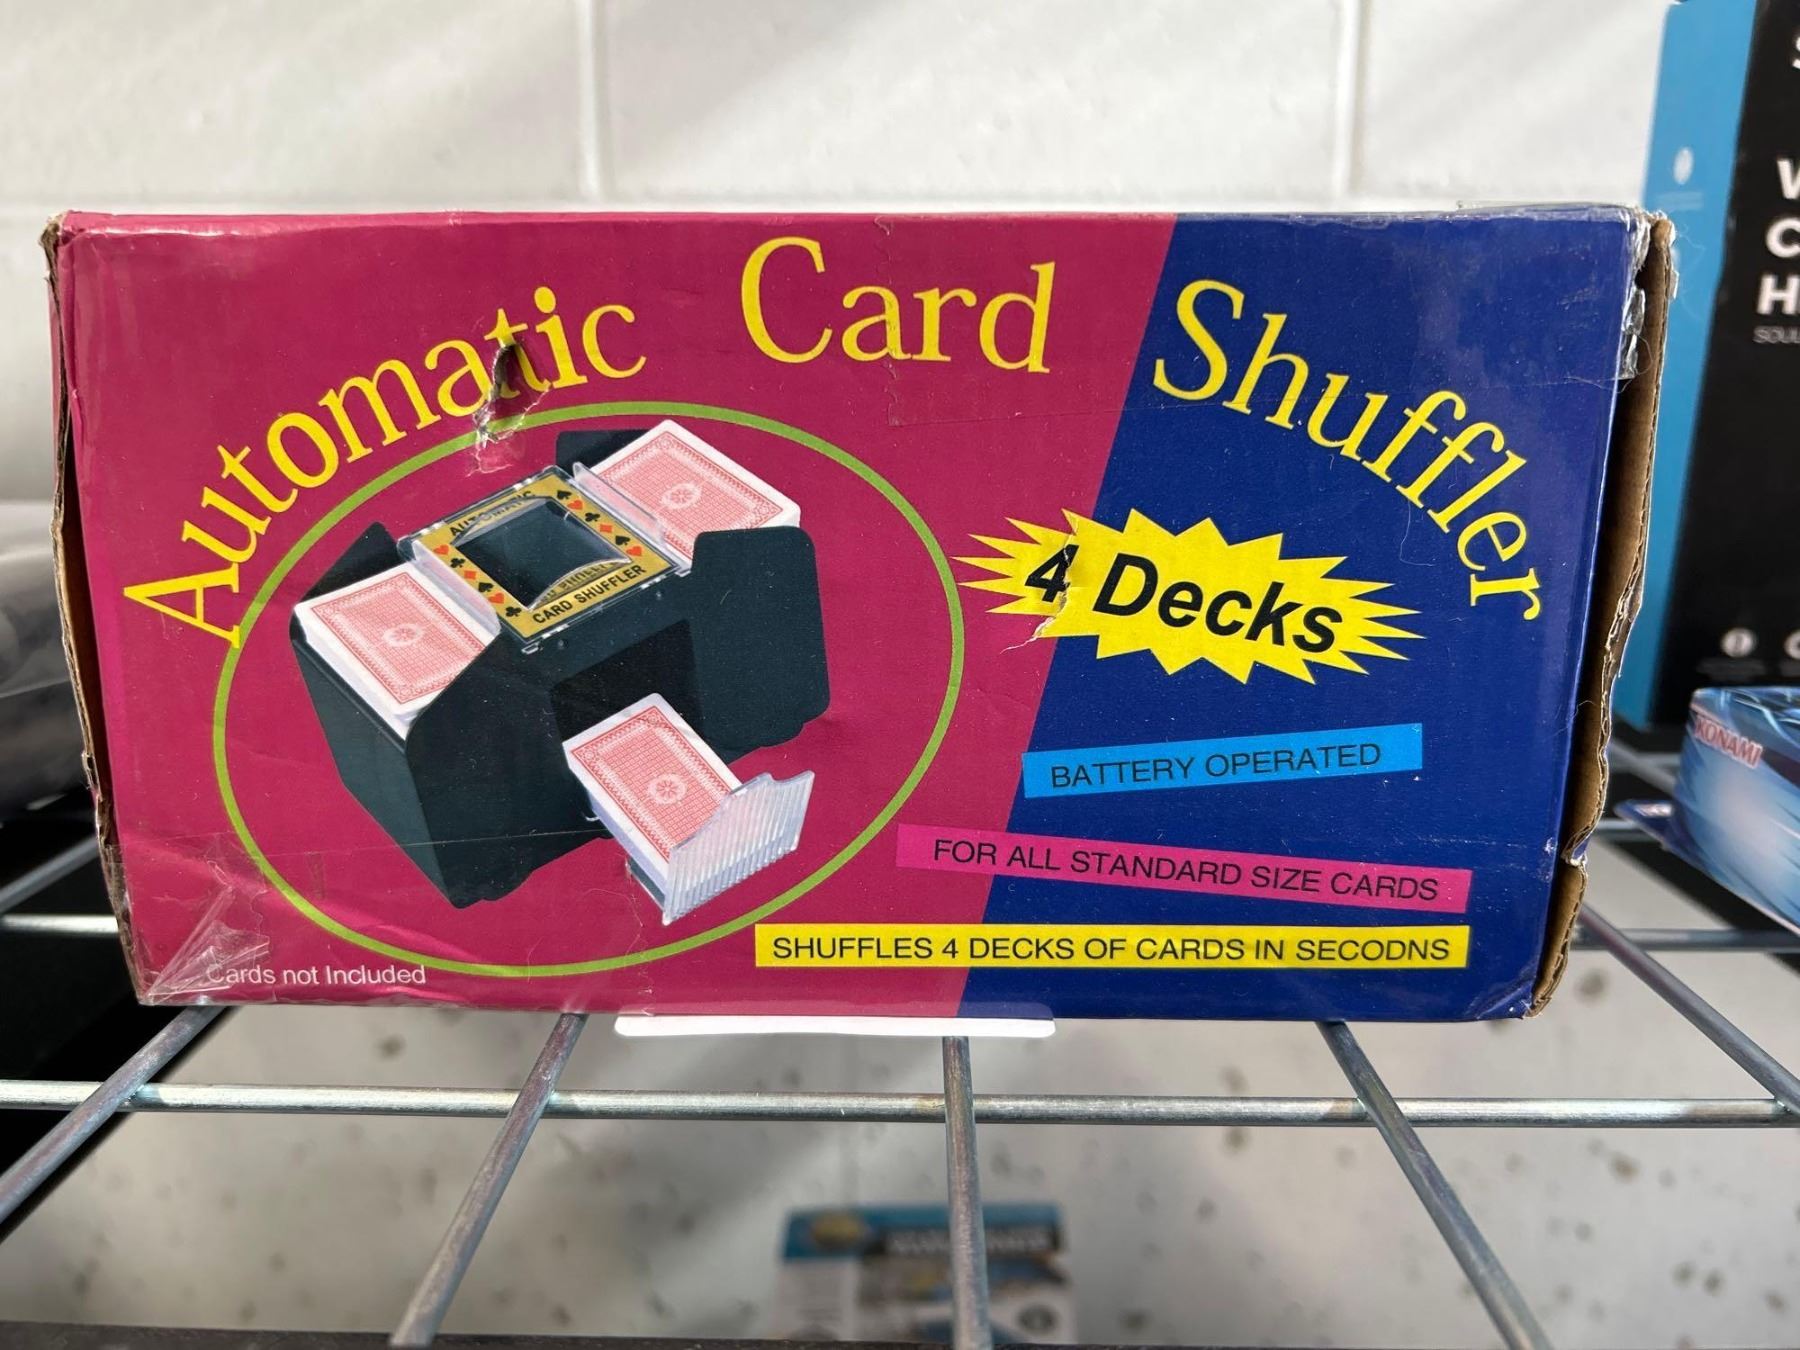 Automatic Card Shuffler
AUTOMATIC
CARD SHUFFLER
4 Decks
BATTERY OPERATED
FOR ALL STANDARD SIZE CARDS
SHUFFLES 4 DECKS OF CARDS IN SECODNS
Cards not Included
KONAMI